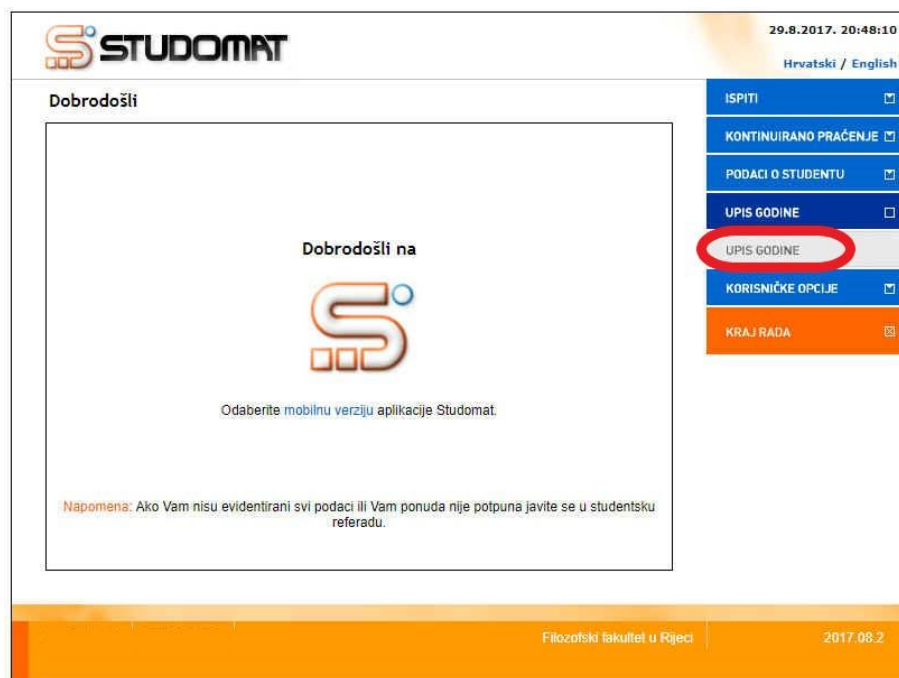 STUDOMAT
29.8.2017. 20:48:10
Hrvatski / English
Dobrodošli
ISPITI
KONTINUIRANO PRAĆENJE
PODACI O STUDENTU
UPIS GODINE
UPIS GODINE
KORISNIČKE OPCIJE
KRAJ RADA
Dobrodošli na
Odaberite mobilnu verziju aplikacije Studomat.
Napomena: Ako Vam nisu evidentirani svi podaci ili Vam ponuda nije potpuna javite se u studentsku
referadu.
Filozofski fakultet u Rijeci
2017.08.2